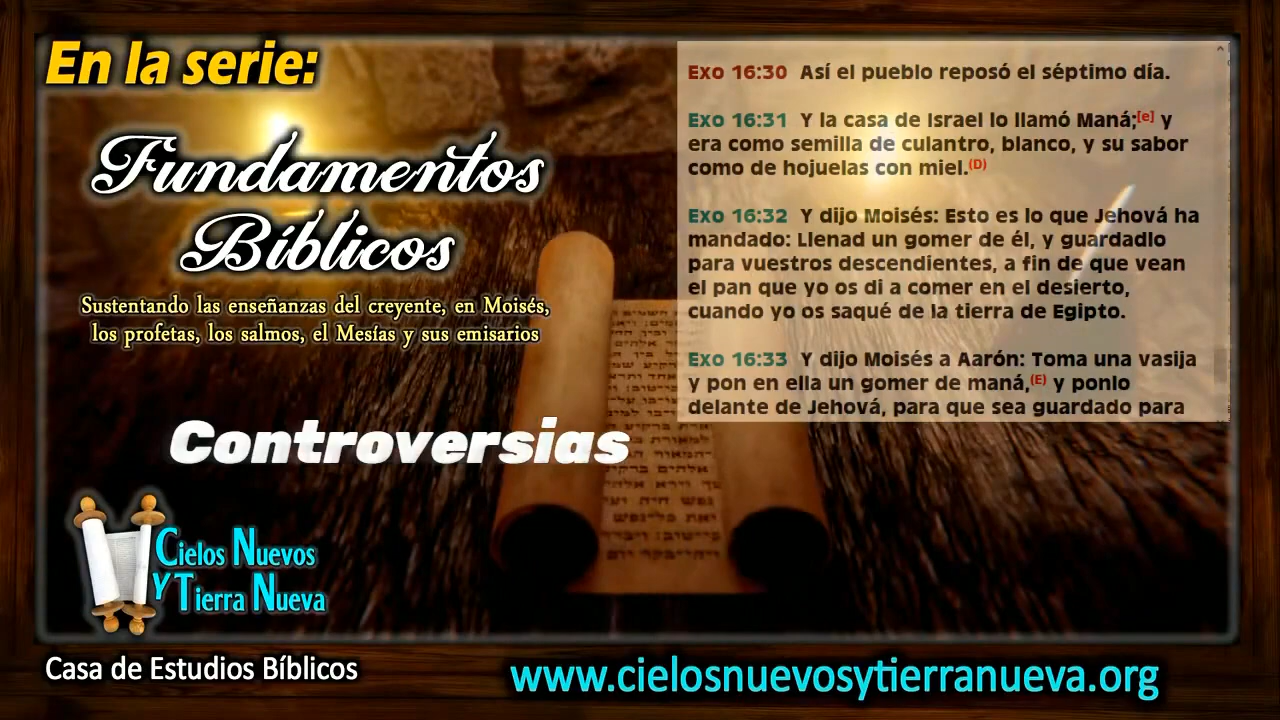 En la serie:
Fundamentos
Bíblicos
Sustentando las enseñanzas del creyente, en Moisés,
los profetas, los salmos, el Mesías y sus emisarios
Controversias
Cielos Nuevos
Y Tierra Nueva
Casa de Estudios Bíblicos
www.cielosnuevosytierranueva.org
Exo 16:30 Así el pueblo reposó el séptimo día.
Exo 16:31 Y la casa de Israel lo llamó Maná;[e] y
era como semilla de culantro, blanco, y su sabor
como de hojuelas con miel.(D)
Exo 16:32 Y dijo Moisés: Esto es lo que Jehová ha
mandado: Llenad un gomer de él, y guardadlo
para vuestros descendientes, a fin de que vean
el pan que yo os di a comer en el desierto,
cuando yo os saqué de la tierra de Egipto.
Exo 16:33 Y dijo Moisés a Aarón: Toma una vasija
y pon en ella un gomer de maná,(E) y ponlo
delante de Jehová, para que sea guardado para